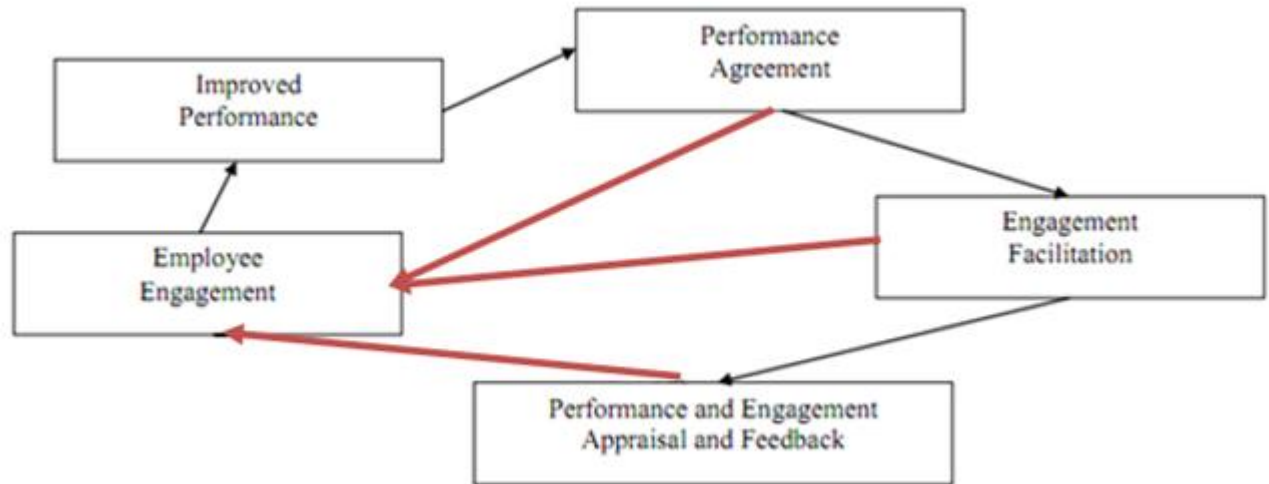 Performance
Agreement
Improved
Performance
Engagement
Facilitation
Employee
Engagement
Performance and Engagement
Appraisal and Feedback